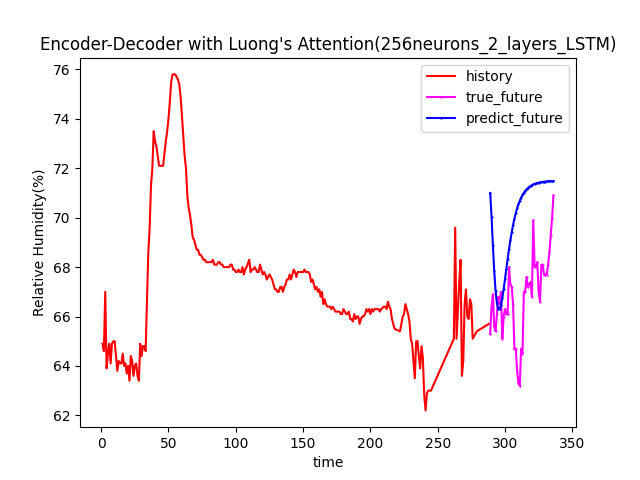 Encoder-Decoder with Luong's Attention(256neurons_2_layers_LSTM)
history
true_future
predict_future
Relative Humidity(%)
76
74
72
70
68
66
64
62
0 50 100 150 200 250 300 350
time